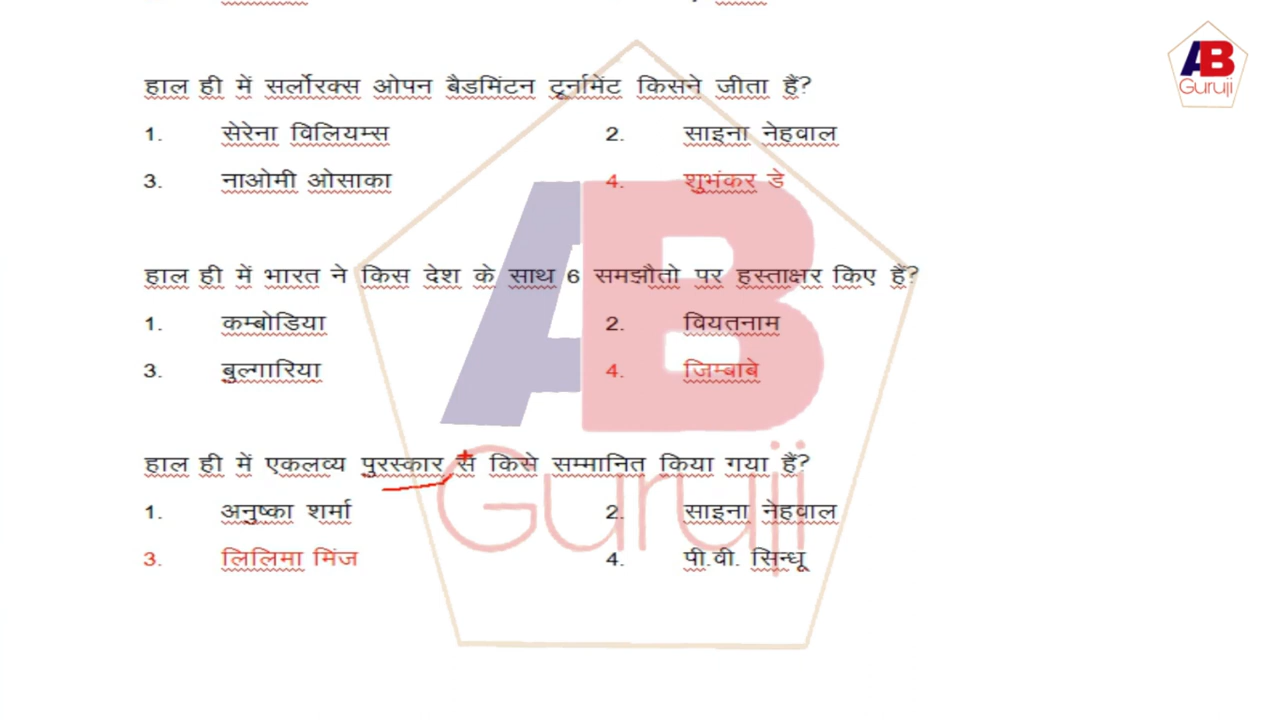 AB
Guruji
हाल ही में सर्लोरक्स ओपन बैडमिंटन टूर्नामेंट किसने जीता हैं?
1. सेरेना विलियम्स 2. साइना नेहवाल
3. नाओमी ओसाका 4. शुभंकर डे
हाल ही में भारत ने किस देश के साथ 6 समझौतो पर हस्ताक्षर किए हैं?
1. कम्बोडिया 2. वियतनाम
3. बुल्गारिया 4. जिम्बाबे
हाल ही में एकलव्य पुरस्कार से किसे सम्मानित किया गया हैं?
1. अनुष्का शर्मा 2. साइना नेहवाल
3. लिलिमा मिंज 4. पी.वी. सिन्धू
AB
Guruji